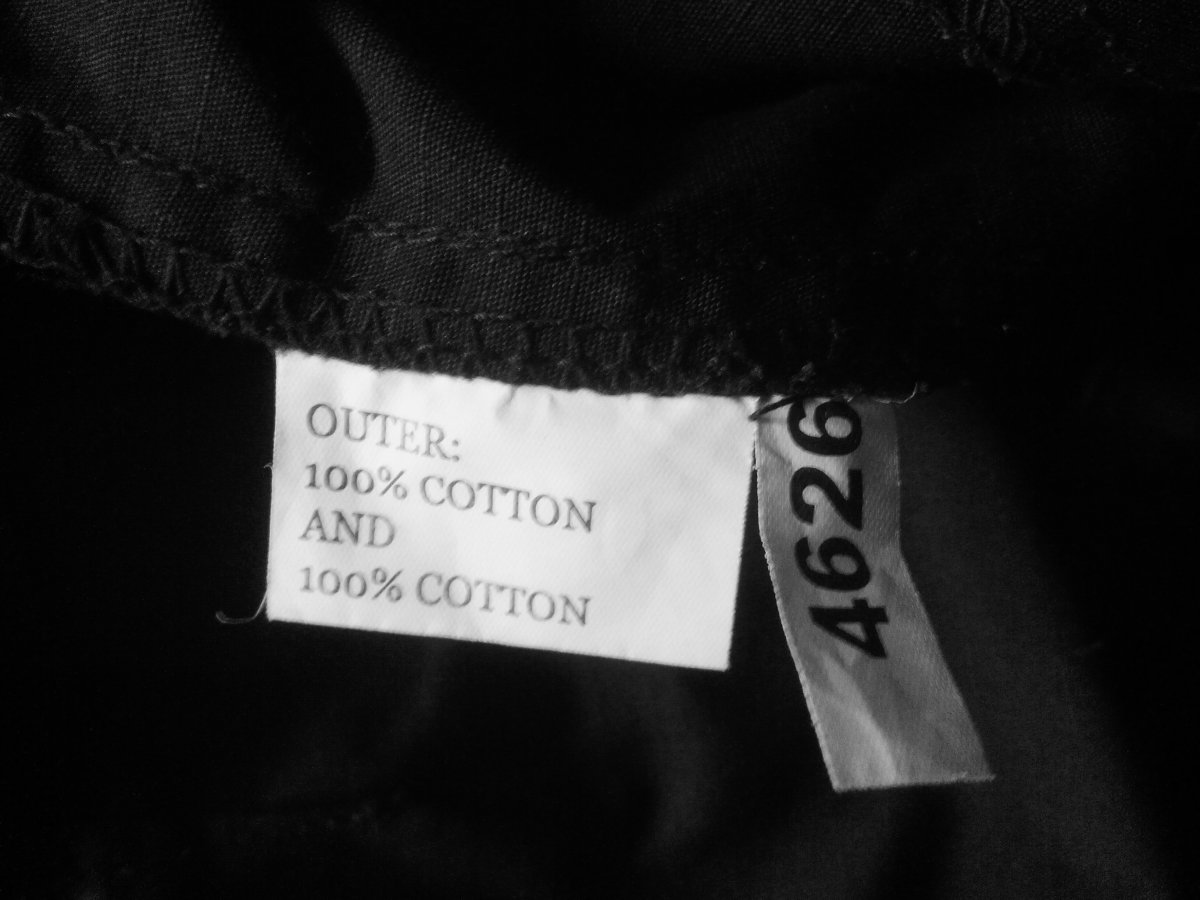 OUTER:
100% COTTON
AND
100% COTTON
4626